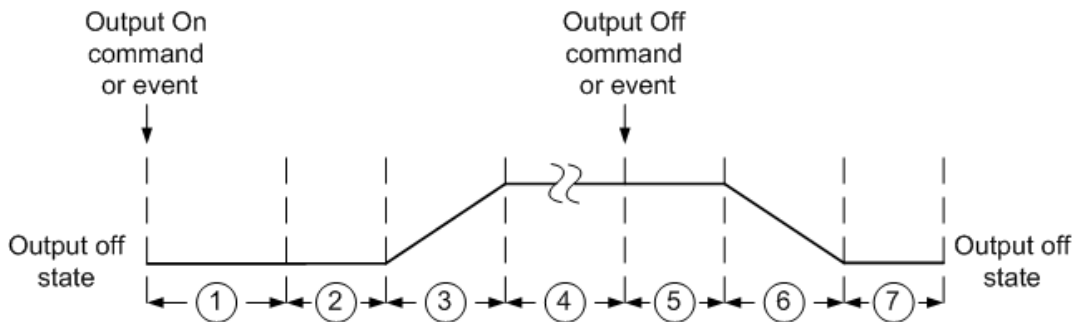 Output On
command
or event
Output Off
command
or event
Output off
state
Output off
state
1 2 3 4 5 6 7